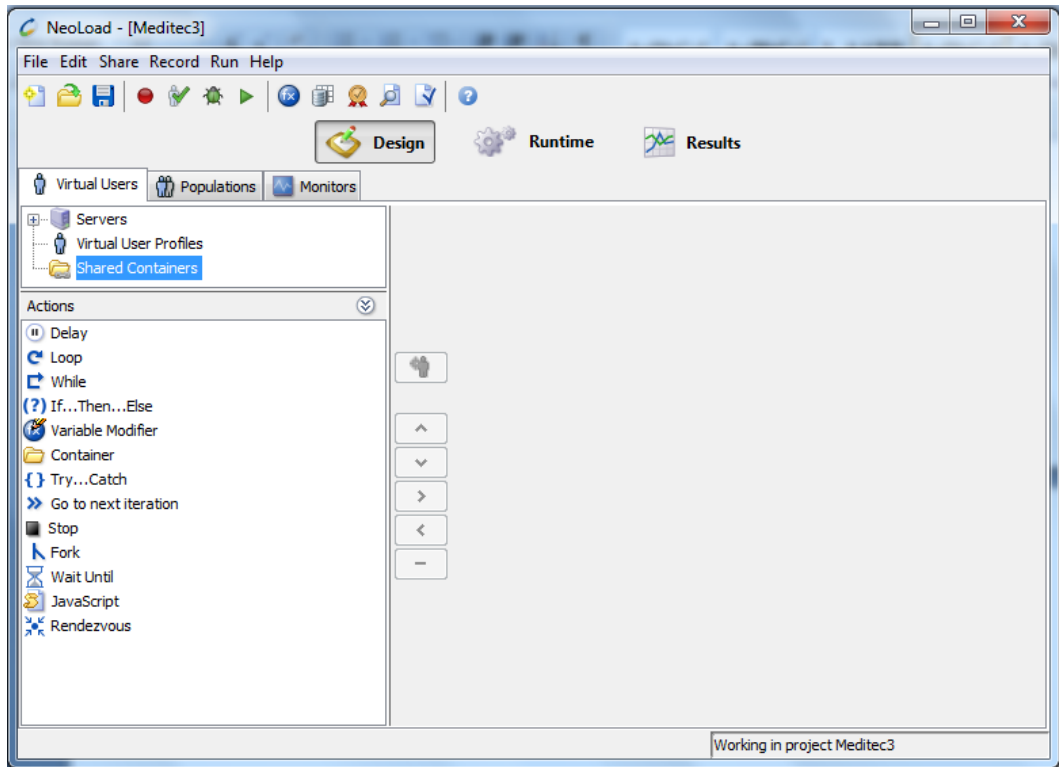 NeoLoad - [Meditec3]
File Edit Share Record Run Help
Design Runtime Results
Virtual Users Populations Monitors
Servers
Virtual User Profiles
Shared Containers
Actions
Delay
Loop
While
(?) If...Then...Else
Variable Modifier
Container
{} Try...Catch
Go to next iteration
Stop
Fork
Wait Until
JavaScript
Rendezvous
Working in project Meditec3